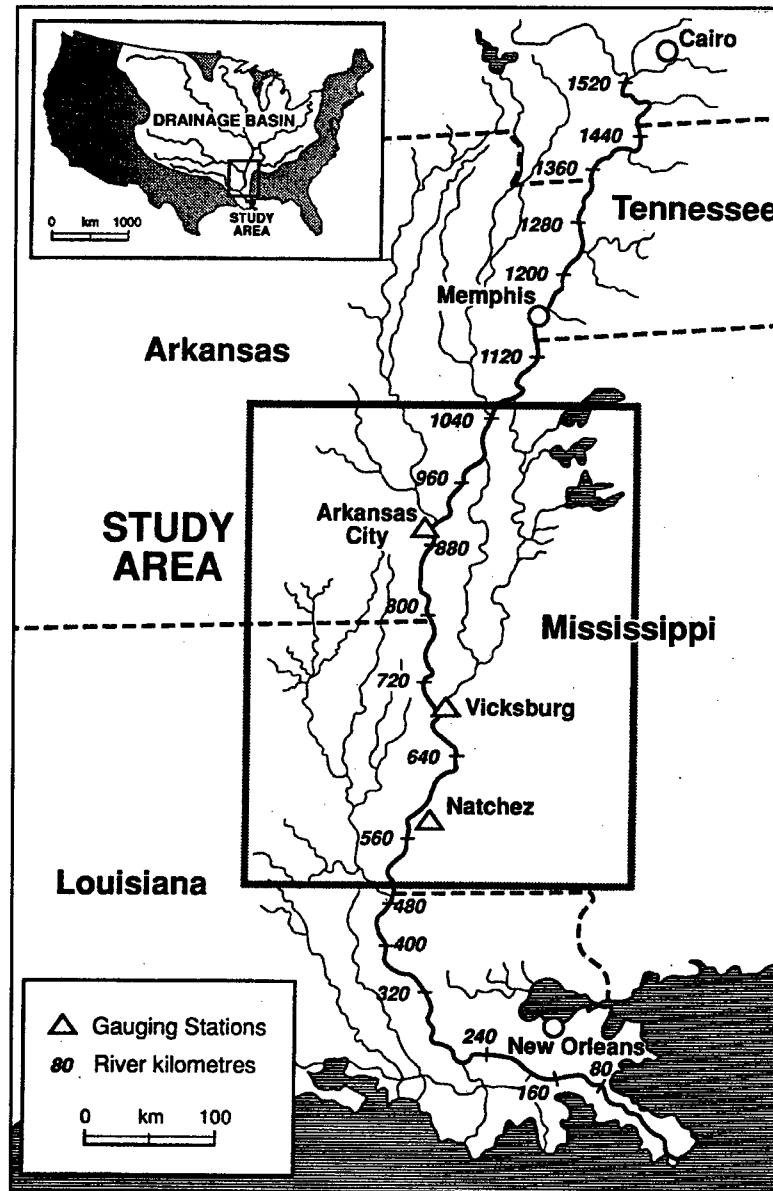 Cairo
1520
DRAINAGE BASIN
1440
1360
Tennessee
0 km 1000
STUDY
AREA
1280
1200
Memphis
Arkansas
1120
1040
960
STUDY
AREA
Arkansas
City
880
800
Mississippi
720
Vicksburg
640
Natchez
560
Louisiana
480
400
320
Gauging Stations
80 River kilometres
0 km 100
240
New Orleans
160
80